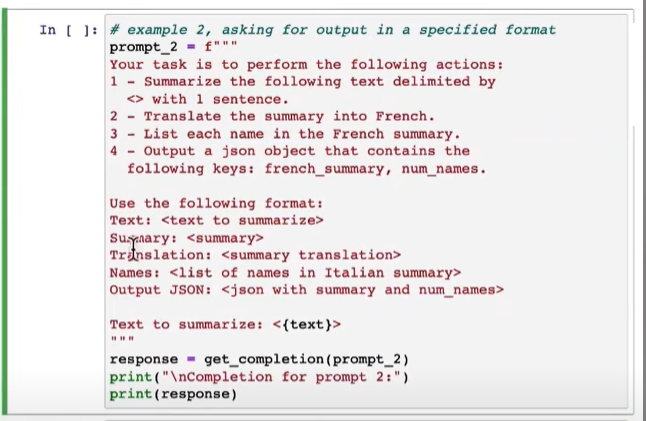 In [ ]: # example 2, asking for output in a specified format
prompt_2 = f"""
Your task is to perform the following actions:
1 - Summarize the following text delimited by
<> with 1 sentence.
2 - Translate the summary into French.
3 - List each name in the French summary.
4 - Output a json object that contains the
following keys: french_summary, num_names.

Use the following format:
Text: <text to summarize>
Summary: <summary>
Translation: <summary translation>
Names: <list of names in Italian summary>
Output JSON: <json with summary and num_names>

Text to summarize: <{text}>
"""
response = get_completion(prompt_2)
print("\nCompletion for prompt 2:")
print(response)